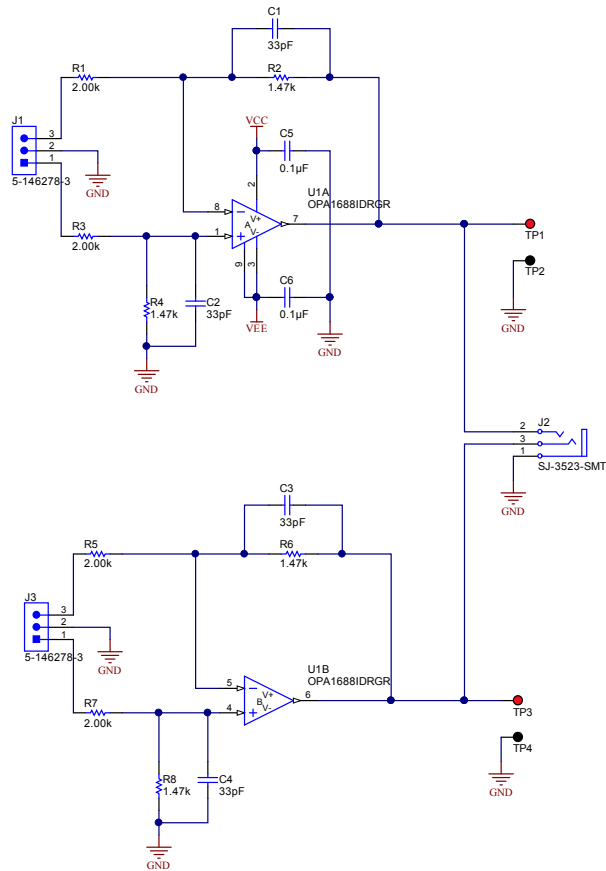 C1
33pF
R1
2.00k
R2
1.47k
J1
3
2
1
5-146278-3
GND
VCC
C5
0.1µF
2
U1A
OPA1688IDRGR
8
7
A
V+
V-
1
R3
2.00k
9
3
TP1
TP2
GND
R4
1.47k
C2
33pF
C6
0.1µF
VEE
GND
GND
J2
2
3
1
SJ-3523-SMT
GND
C3
33pF
R5
2.00k
R6
1.47k
J3
3
2
1
5-146278-3
GND
U1B
OPA1688IDRGR
5
6
B
V+
V-
4
R7
2.00k
TP3
TP4
GND
R8
1.47k
C4
33pF
GND